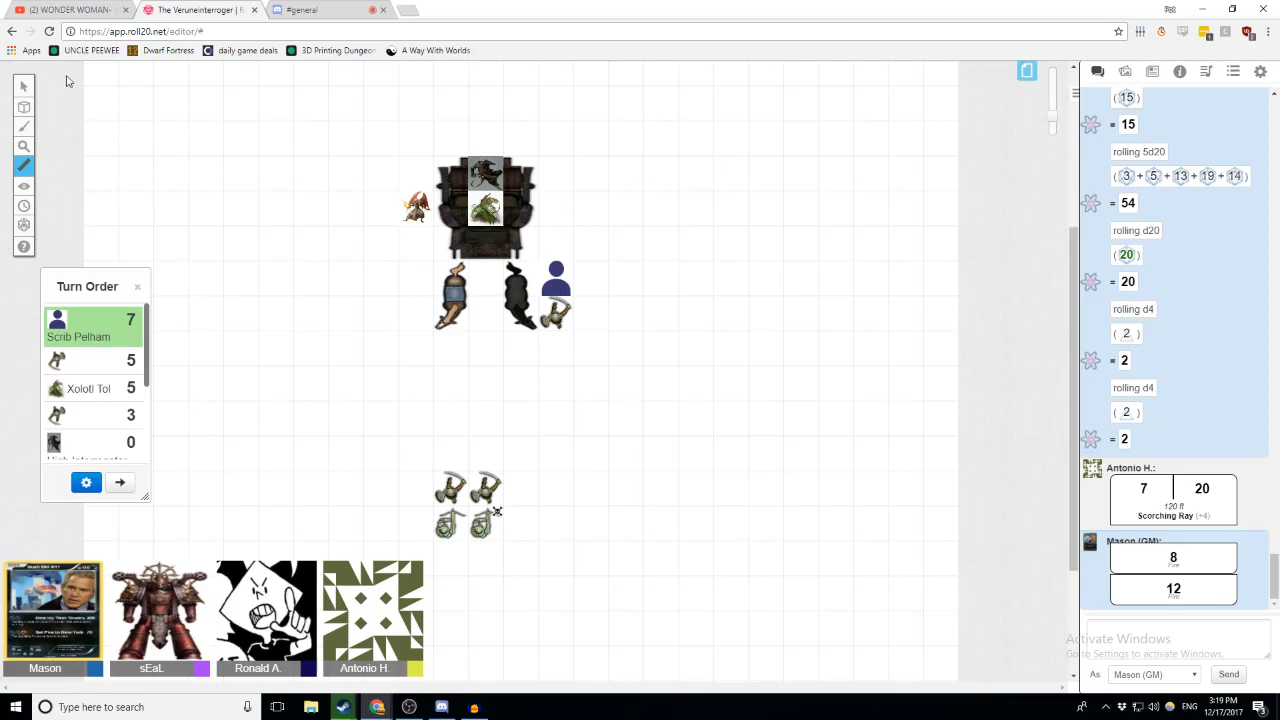 (2) WONDER WOMAN-
The Veruneinterroger | R
#general
https://app.roll20.net/editor/#
Apps
UNCLE PEEWEE
Dwarf Fortress
daily game deals
3D Printing Dungeon
A Way With Words
(15)
= 15
rolling 5d20
(3+5+13+19+14)
= 54
rolling d20
(20)
= 20
rolling d4
(2)
= 2
rolling d4
(2)
= 2
Antonio H.:
7 20
120 ft
Scorching Ray (+4)
Mason (GM):
8
Fire
12
Fire
Turn Order
7
Scrib Pelham
5
Xolotl Tol 5
3
0
Mason
sEaL
Ronald A.
Antonio H.
Activate Windows
Go to Settings to activate Windows.
As
Mason (GM)
Send
Type here to search
3:19 PM
12/17/2017